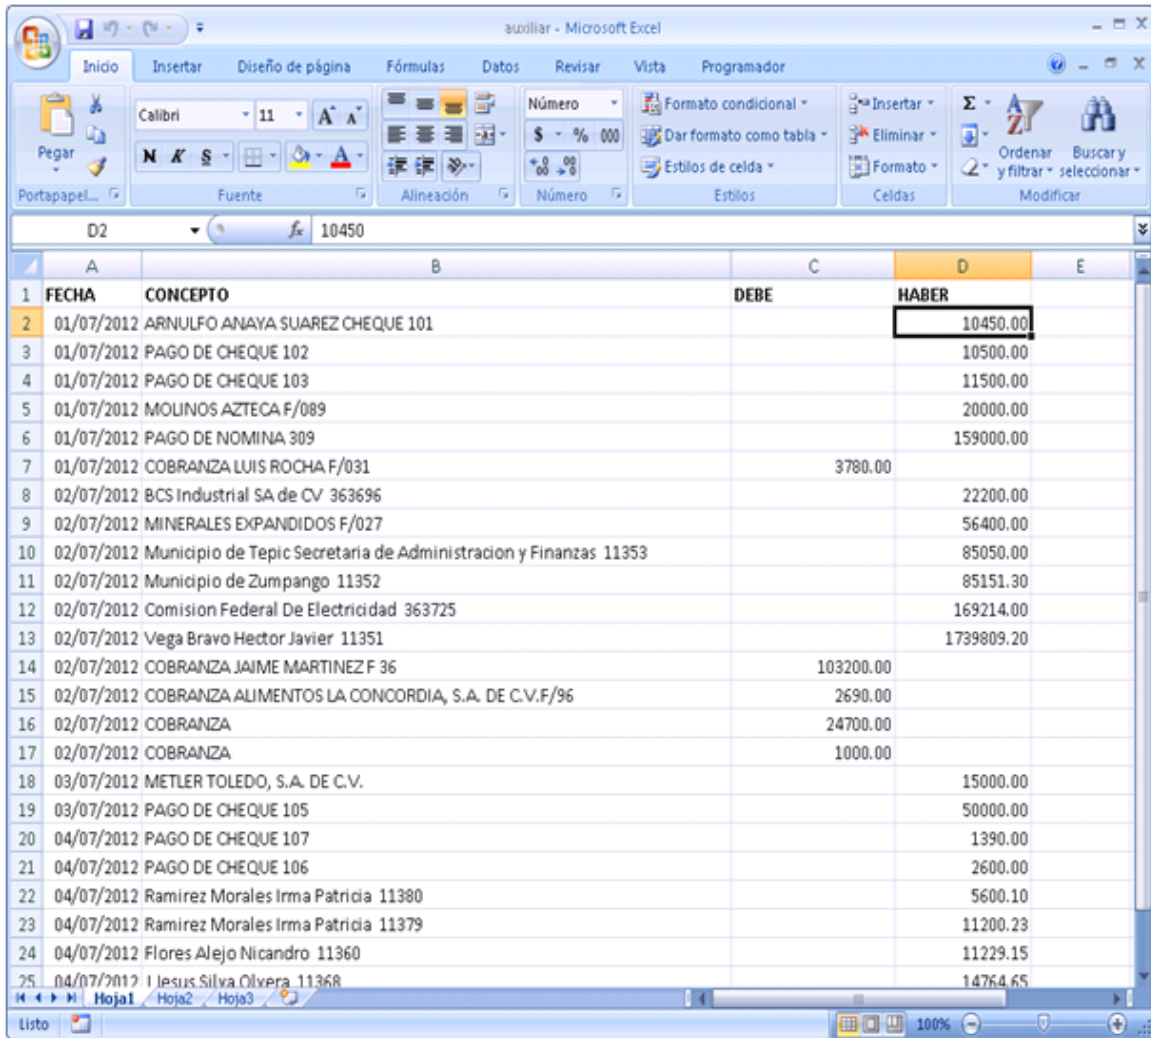 auxiliar - Microsoft Excel
Inicio Insertar Diseño de página Fórmulas Datos Revisar Vista Programador
Calibri 11 A A Número Formato condicional Insertar Σ
Pegar $ % 000 Dar formato como tabla Eliminar Ordenar y filtrar Buscar y seleccionar
N K S A Estilos de celda Formato
Portapapel... Fuente Alineación Número Estilos Celdas Modificar
D2 fx 10450
A B C D E
1 FECHA CONCEPTO DEBE HABER
2 01/07/2012 ARNULFO ANAYA SUAREZ CHEQUE 101 10450.00
3 01/07/2012 PAGO DE CHEQUE 102 10500.00
4 01/07/2012 PAGO DE CHEQUE 103 11500.00
5 01/07/2012 MOLINOS AZTECA F/089 20000.00
6 01/07/2012 PAGO DE NOMINA 309 159000.00
7 01/07/2012 COBRANZA LUIS ROCHA F/031 3780.00
8 02/07/2012 BCS Industrial SA de CV 363696 22200.00
9 02/07/2012 MINERALES EXPANDIDOS F/027 56400.00
10 02/07/2012 Municipio de Tepic Secretaria de Administracion y Finanzas 11353 85050.00
11 02/07/2012 Municipio de Zumpango 11352 85151.30
12 02/07/2012 Comision Federal De Electricidad 363725 169214.00
13 02/07/2012 Vega Bravo Hector Javier 11351 1739809.20
14 02/07/2012 COBRANZA JAIME MARTINEZ F 36 103200.00
15 02/07/2012 COBRANZA ALIMENTOS LA CONCORDIA, S.A. DE C.V.F/96 2690.00
16 02/07/2012 COBRANZA 24700.00
17 02/07/2012 COBRANZA 1000.00
18 03/07/2012 METLER TOLEDO, S.A. DE C.V. 15000.00
19 03/07/2012 PAGO DE CHEQUE 105 50000.00
20 04/07/2012 PAGO DE CHEQUE 107 1390.00
21 04/07/2012 PAGO DE CHEQUE 106 2600.00
22 04/07/2012 Ramirez Morales Irma Patricia 11380 5600.10
23 04/07/2012 Ramirez Morales Irma Patricia 11379 11200.23
24 04/07/2012 Flores Alejo Nicandro 11360 11229.15
25 04/07/2012 J Jesus Silva Olvera 11368 14764.65
Hoja1 Hoja2 Hoja3
Listo 100%